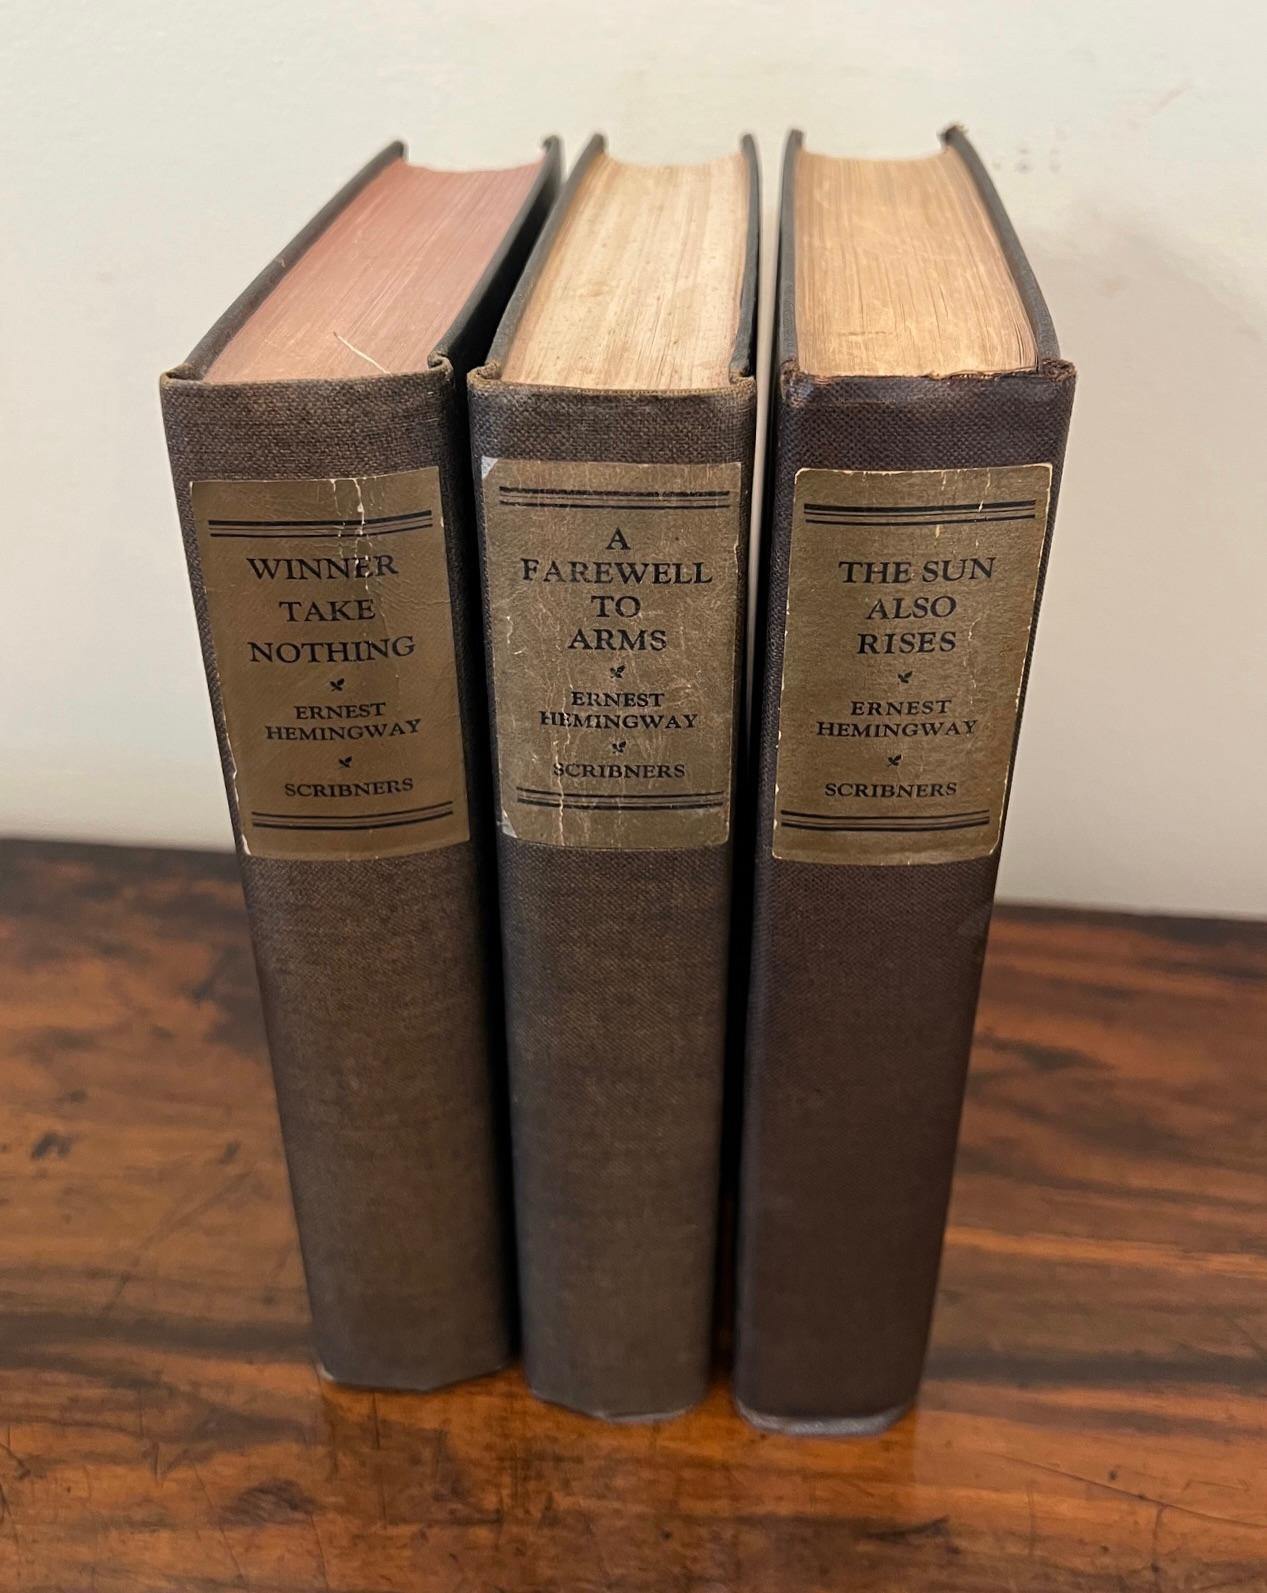 WINNER
TAKE
NOTHING
ERNEST
HEMINGWAY
SCRIBNERS
A
FAREWELL
TO
ARMS
ERNEST
HEMINGWAY
SCRIBNERS
THE SUN
ALSO
RISES
ERNEST
HEMINGWAY
SCRIBNERS